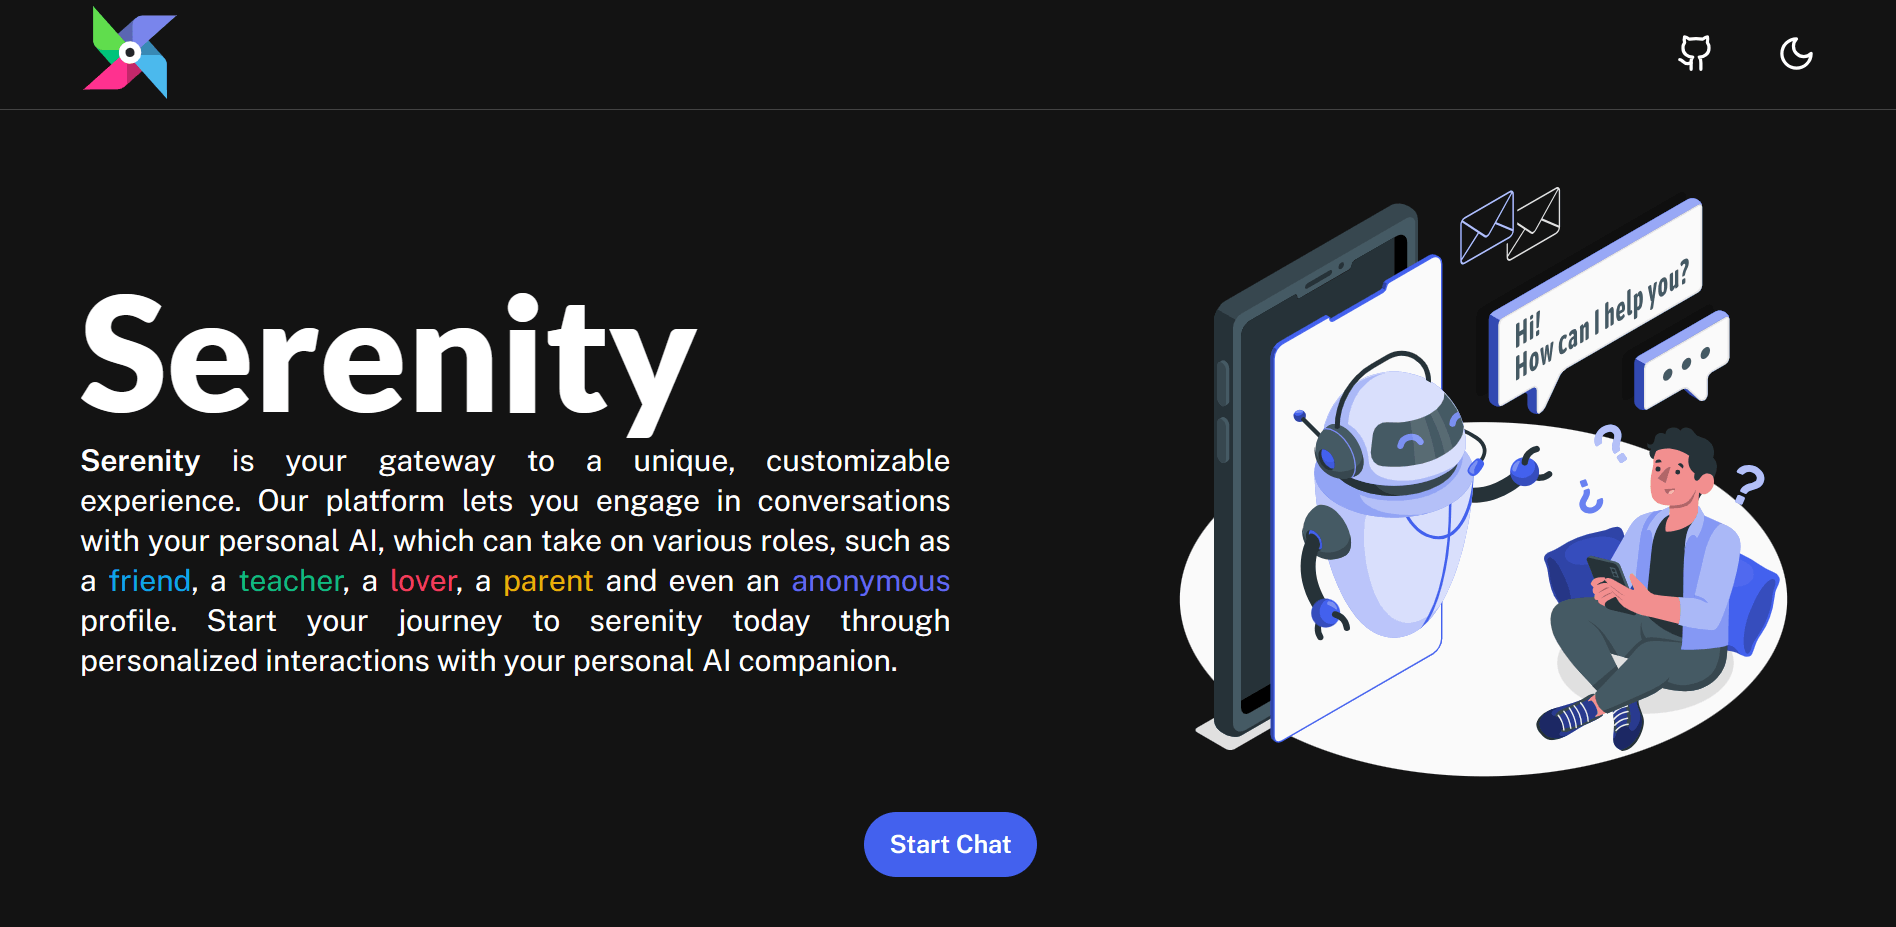 Serenity
Serenity is your gateway to a unique, customizable
experience. Our platform lets you engage in conversations
with your personal AI, which can take on various roles, such as
a friend, a teacher, a lover, a parent and even an anonymous
profile. Start your journey to serenity today through
personalized interactions with your personal AI companion.
Hi!
How can I help you?
Start Chat